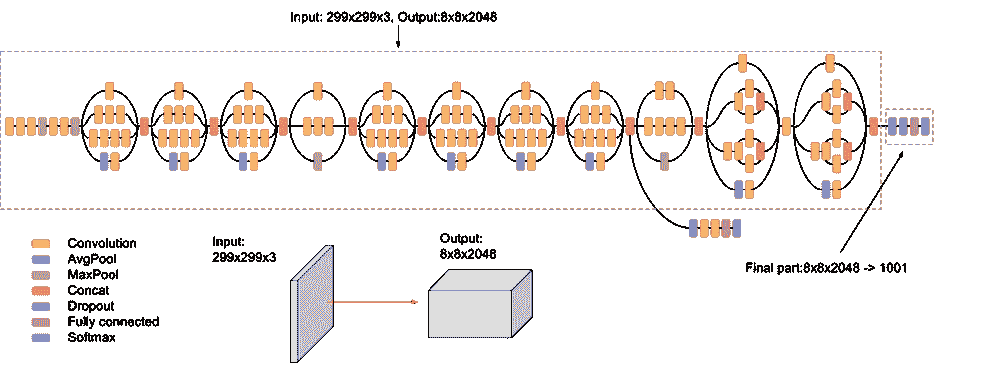 Input: 299x299x3, Output:8x8x2048
Convolution
AvgPool
MaxPool
Concat
Dropout
Fully connected
Softmax
Input:
299x299x3
Output:
8x8x2048
Final part:8x8x2048 -> 1001